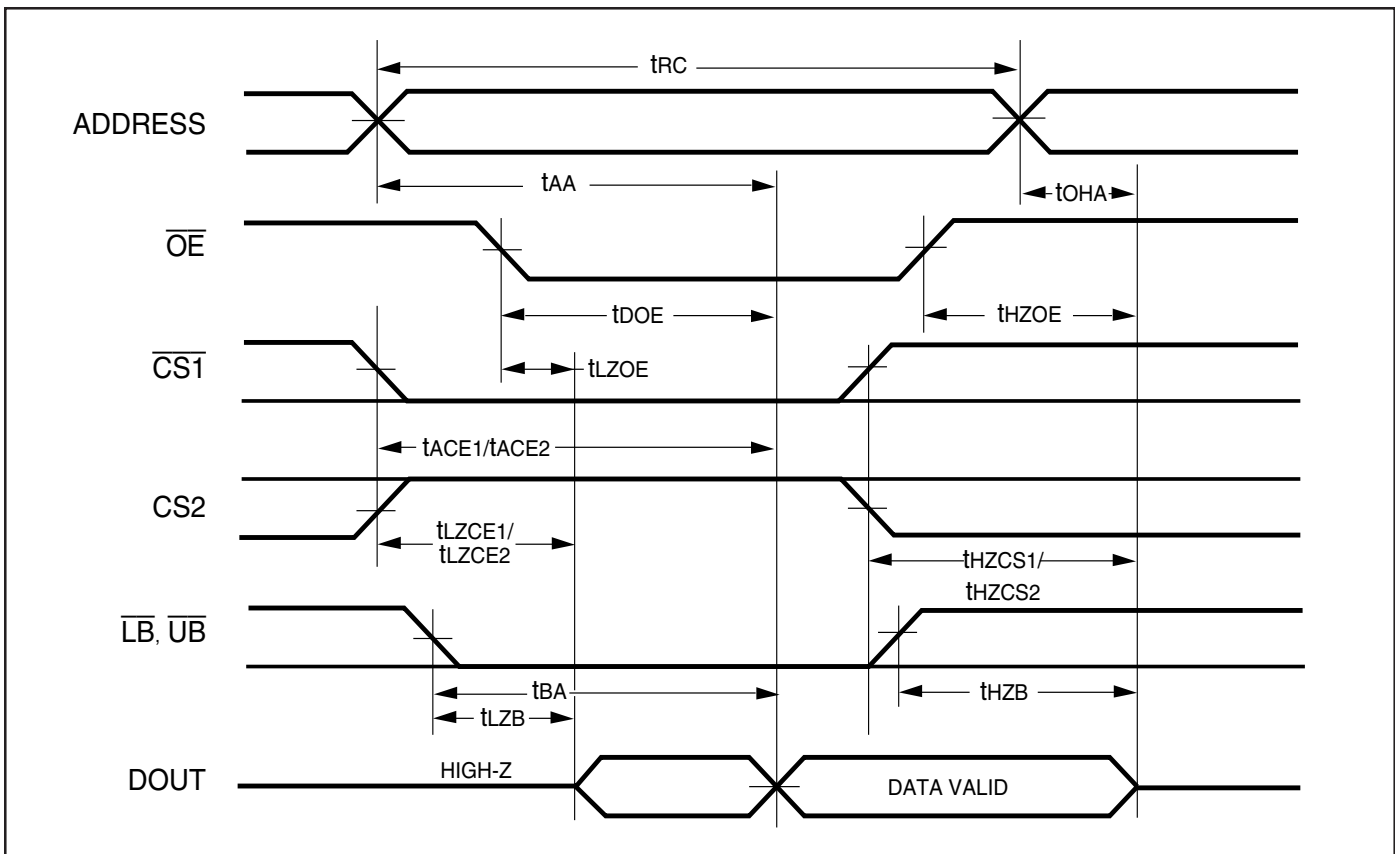 tRC
ADDRESS
tAA
tOHA
OE
tDOE
tHZOE
CS1
tLZOE
tACE1/tACE2
CS2
tLZCE1/
tLZCE2
tHZCS1/
tHZCS2
LB, UB
tBA
tHZB
tLZB
HIGH-Z
DOUT
DATA VALID